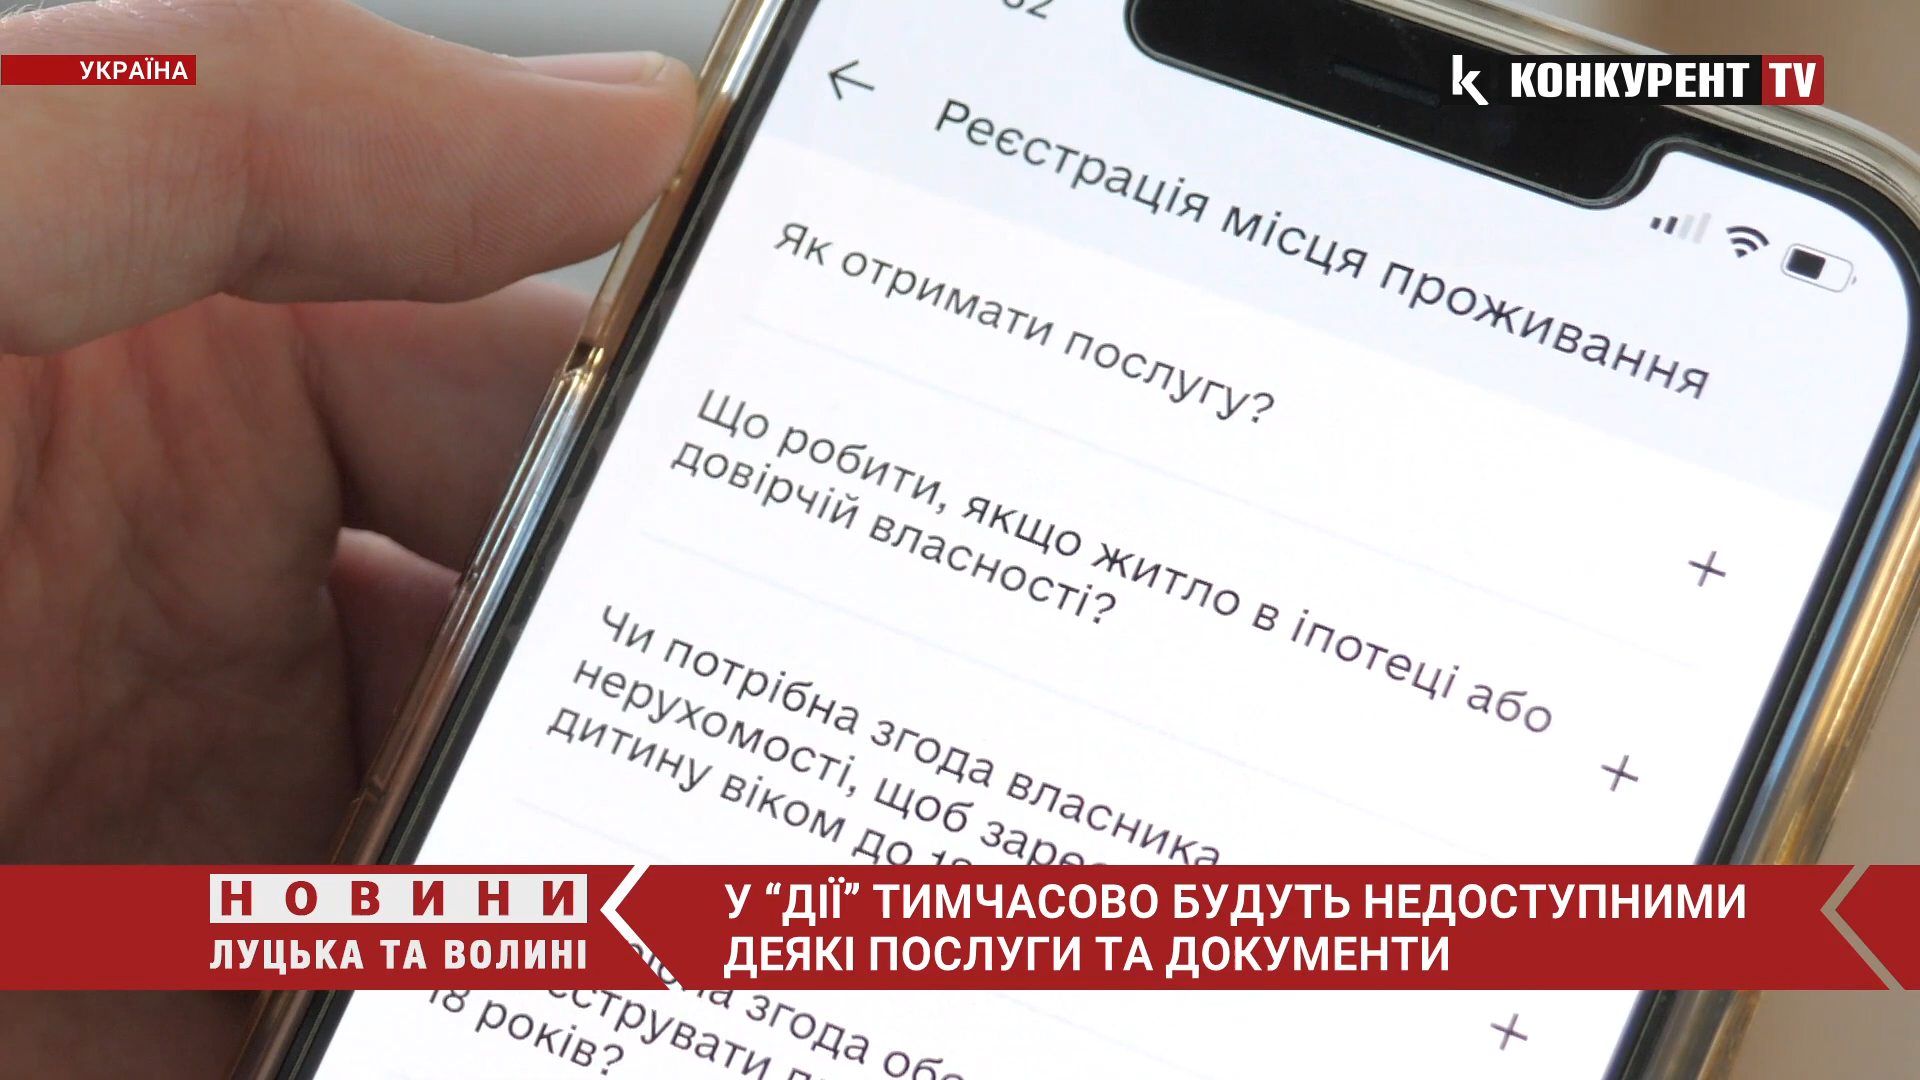 УКРАЇНА
k КОНКУРЕНТ TV
Реєстрація місця проживання
Як отримати послугу?
Що робити, якщо житло в іпотеці або
довірчій власності?
Чи потрібна згода власника
нерухомості, щоб
дитину віком до
згода
18 років?
НОВИНИ
ЛУЦЬКА ТА ВОЛИНІ
У “ДІЇ” ТИМЧАСОВО БУДУТЬ НЕДОСТУПНИМИ
ДЕЯКІ ПОСЛУГИ ТА ДОКУМЕНТИ